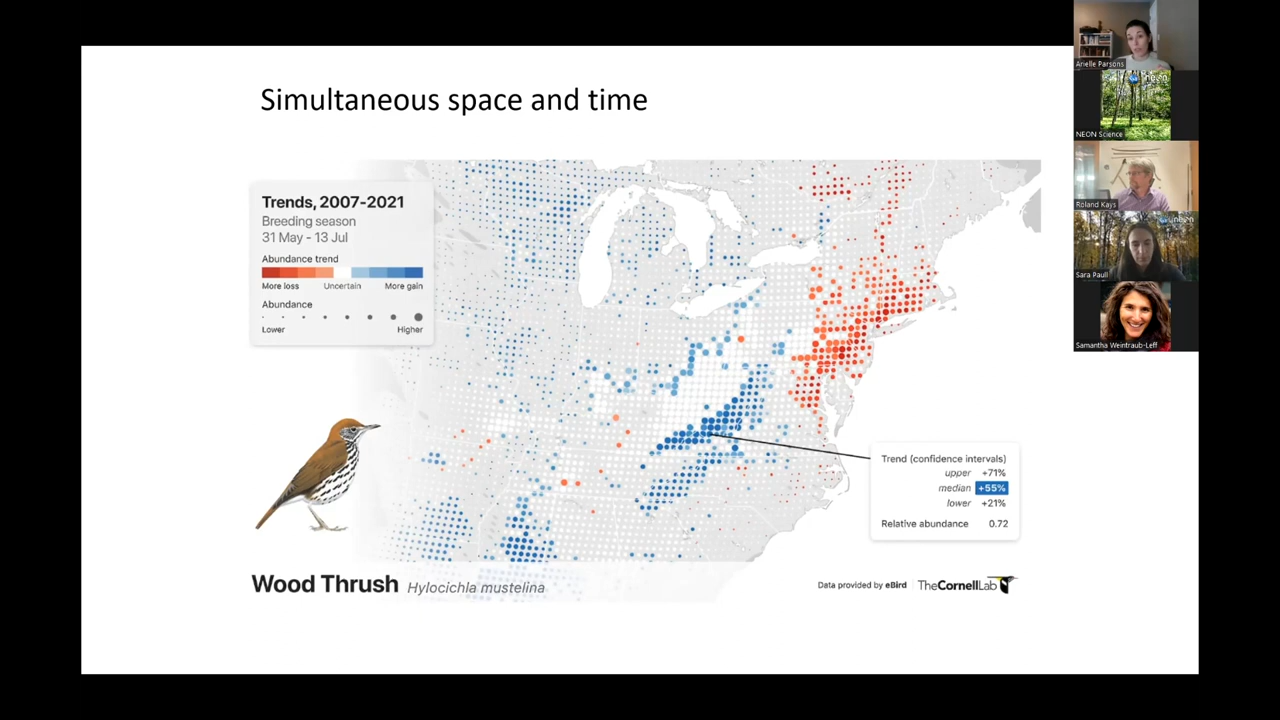 Simultaneous space and time
Trends, 2007-2021
Breeding season
31 May - 13 Jul
Abundance trend
More loss Uncertain More gain
Abundance
Lower Higher
Trend (confidence intervals)
upper +71%
median +55%
lower +21%
Relative abundance 0.72
Wood Thrush Hylocichla mustelina
Data provided by eBird TheCornellLab
Arielle Parsons
neon
NEON Science
Roland Kays
neon
Sara Paull
Samantha Weintraub-Leff